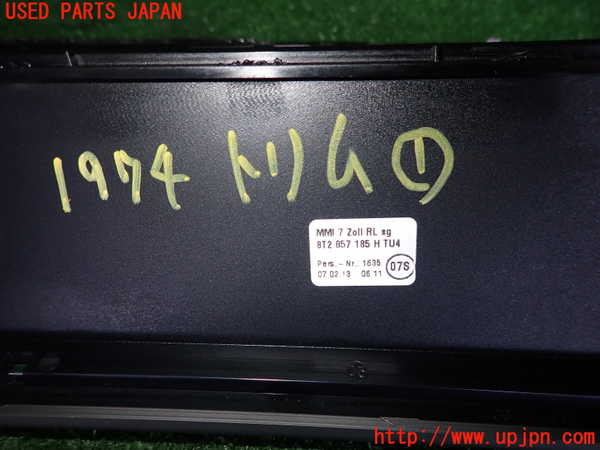 USED PARTS JAPAN
1974 トリム ①
MMI 7 Zoll RL sg
8T2 857 185 H TU4
Pers.-Nr.: 1635
07.02.13 06:11
07S
http://www.upjpn.com/